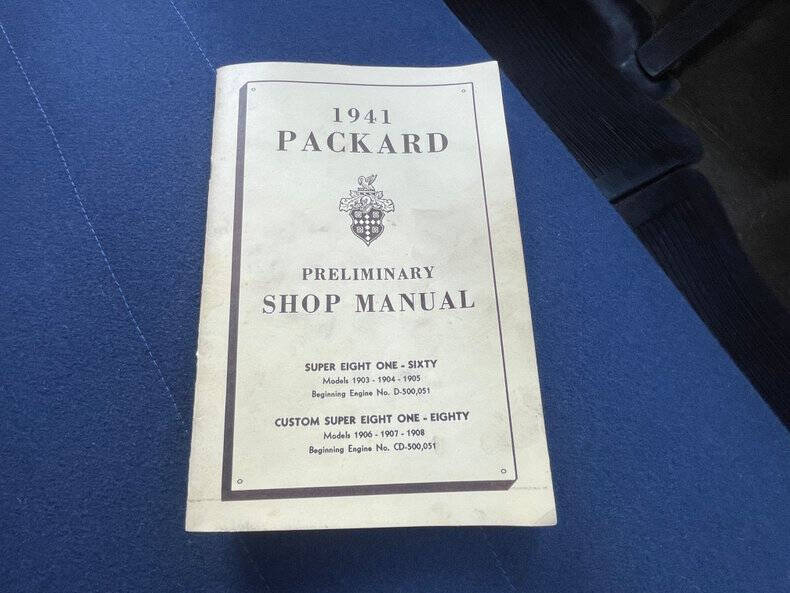 1941
PACKARD
PRELIMINARY
SHOP MANUAL
SUPER EIGHT ONE - SIXTY
Models 1903 - 1904 - 1905
Beginning Engine No. D-500,051
CUSTOM SUPER EIGHT ONE - EIGHTY
Models 1906 - 1907 - 1908
Beginning Engine No. CD-500,051